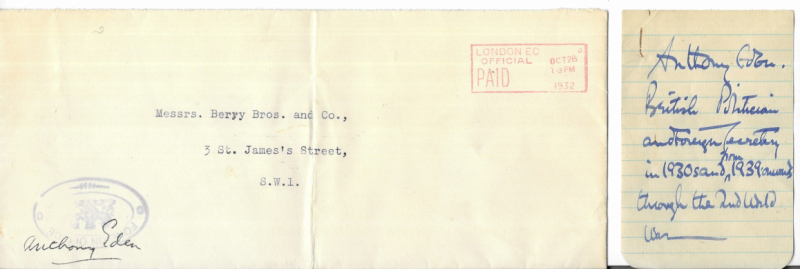 LONDON EC
OFFICIAL
PAID
OCT 26
1-3 PM
1932
Messrs. Berry Bros. and Co.,
3 St. James's Street,
S.W.1.
Anthony Eden
Anthony Eden.
British Politician
and Foreign Secretary
in 1930s and from 1939 onwards
through the 2nd World
War